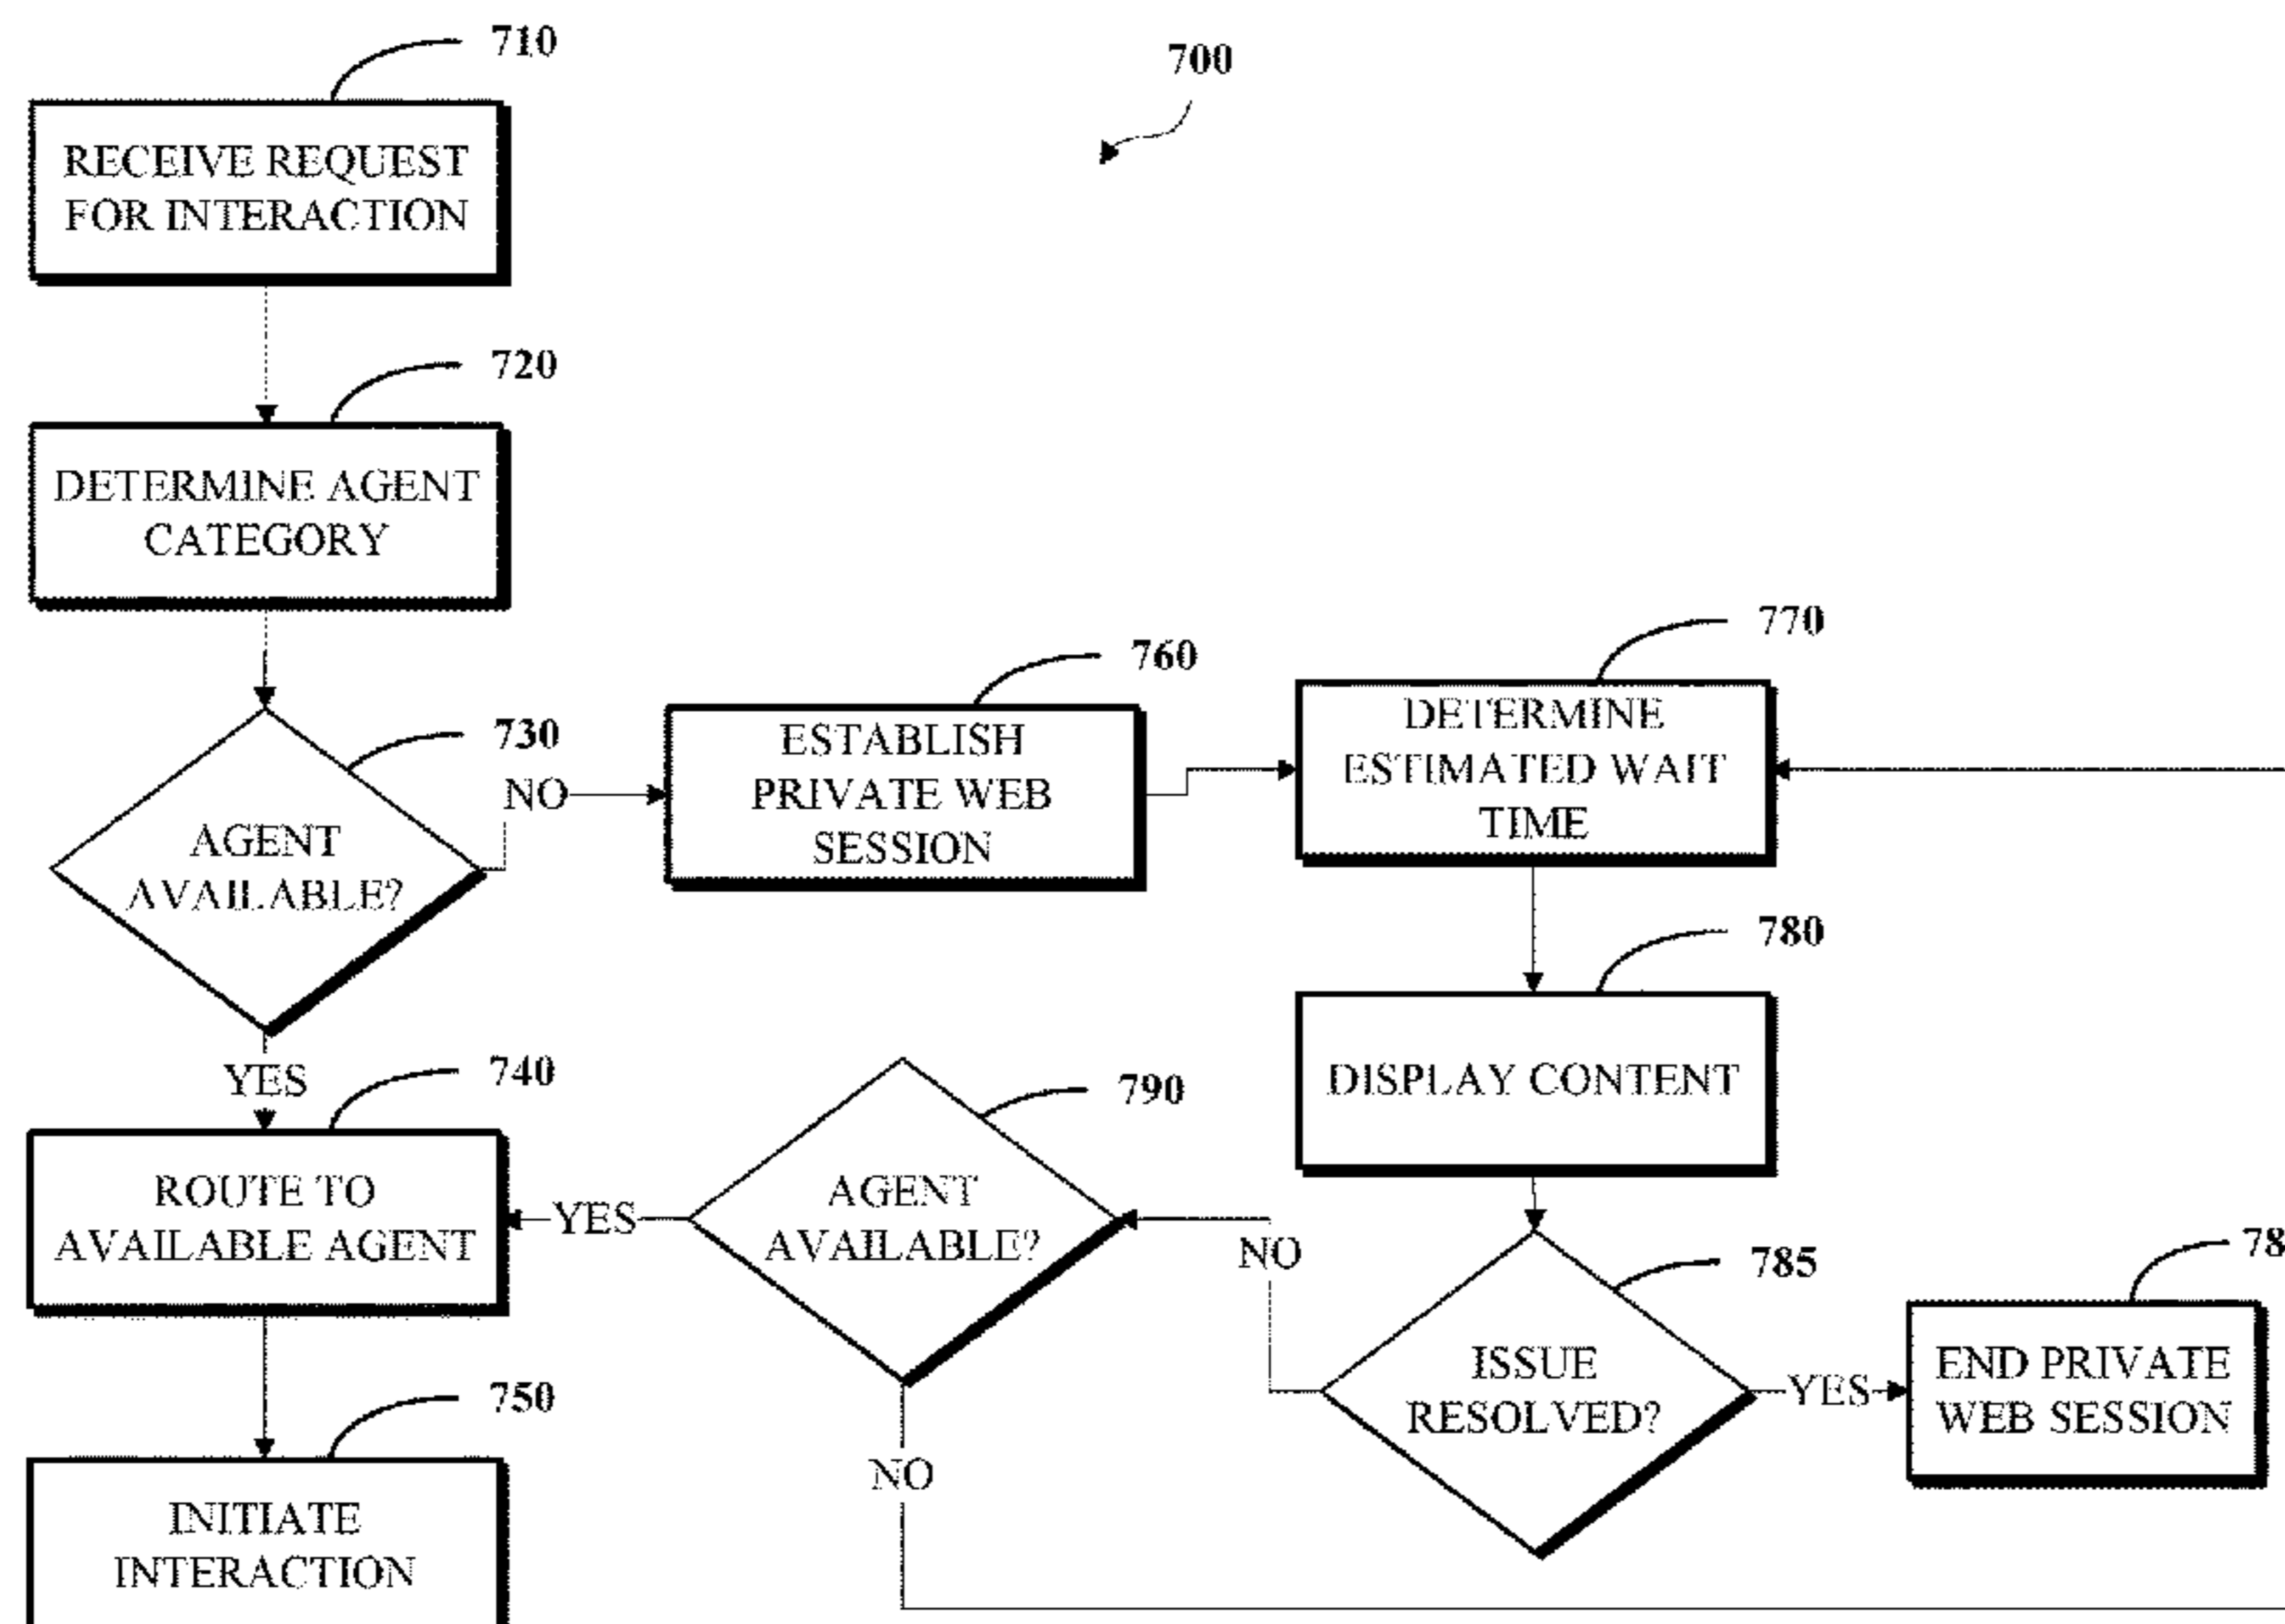 710
700
RECEIVE REQUEST
FOR INTERACTION
720
DETERMINE AGENT
CATEGORY
730
NO
AGENT
AVAILABLE?
YES
760
ESTABLISH
PRIVATE WEB
SESSION
770
DETERMINE
ESTIMATED WAIT
TIME
780
DISPLAY CONTENT
740
ROUTE TO
AVAILABLE AGENT
YES
790
AGENT
AVAILABLE?
NO
NO
785
ISSUE
RESOLVED?
YES
78
END PRIVATE
WEB SESSION
750
INITIATE
INTERACTION